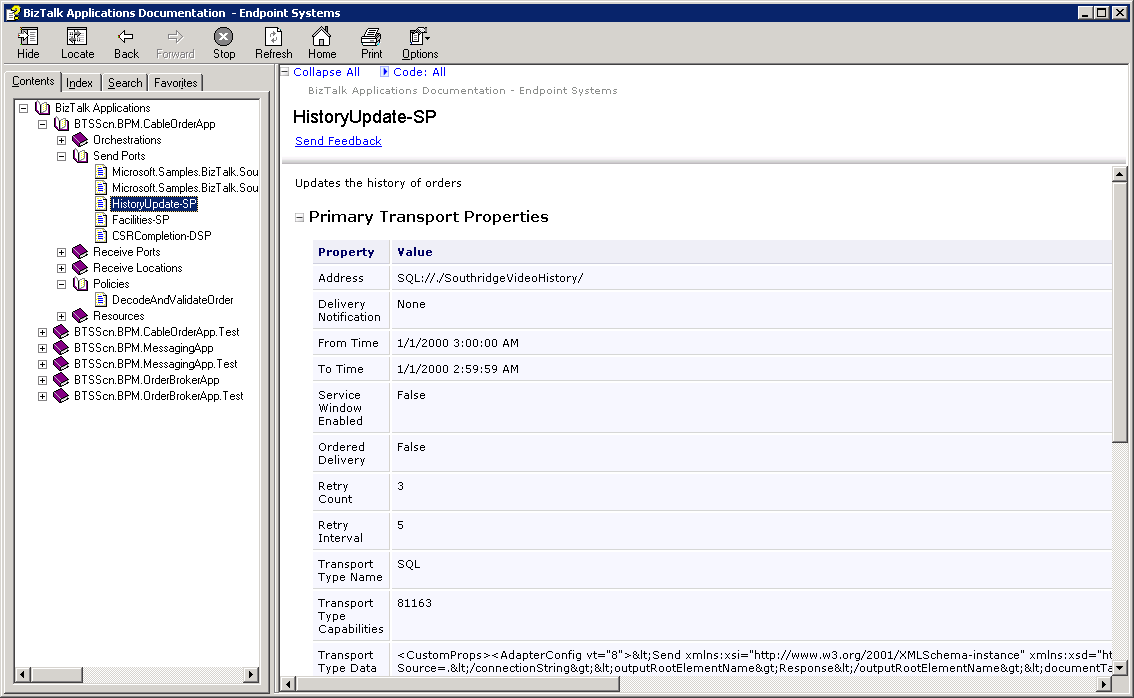 BizTalk Applications Documentation - Endpoint Systems
Hide Locate Back Forward Stop Refresh Home Print Options
Contents Index Search Favorites
BizTalk Applications
BTSScn.BPM.CableOrderApp
Orchestrations
Send Ports
Microsoft.Samples.BizTalk.Sou
Microsoft.Samples.BizTalk.Sou
HistoryUpdate-SP
Facilities-SP
CSRCompletion-DSP
Receive Ports
Receive Locations
Policies
DecodeAndValidateOrder
Resources
BTSScn.BPM.CableOrderApp.Test
BTSScn.BPM.MessagingApp
BTSScn.BPM.MessagingApp.Test
BTSScn.BPM.OrderBrokerApp
BTSScn.BPM.OrderBrokerApp.Test
Collapse All Code: All
BizTalk Applications Documentation - Endpoint Systems
HistoryUpdate-SP
Send Feedback
Updates the history of orders
Primary Transport Properties
Property Value
Address SQL://./SouthridgeVideoHistory/
Delivery None
Notification
From Time 1/1/2000 3:00:00 AM
To Time 1/1/2000 2:59:59 AM
Service False
Window
Enabled
Ordered False
Delivery
Retry 3
Count
Retry 5
Interval
Transport SQL
Type Name
Transport 81163
Type
Capabilities
Transport <CustomProps><AdapterConfig vt="8">&lt;Send xmlns:xsi="http://www.w3.org/2001/XMLSchema-instance" xmlns:xsd="ht
Type Data Source=.&lt;/connectionString&gt;&lt;outputRootElementName&gt;Response&lt;/outputRootElementName&gt;&lt;documentTa